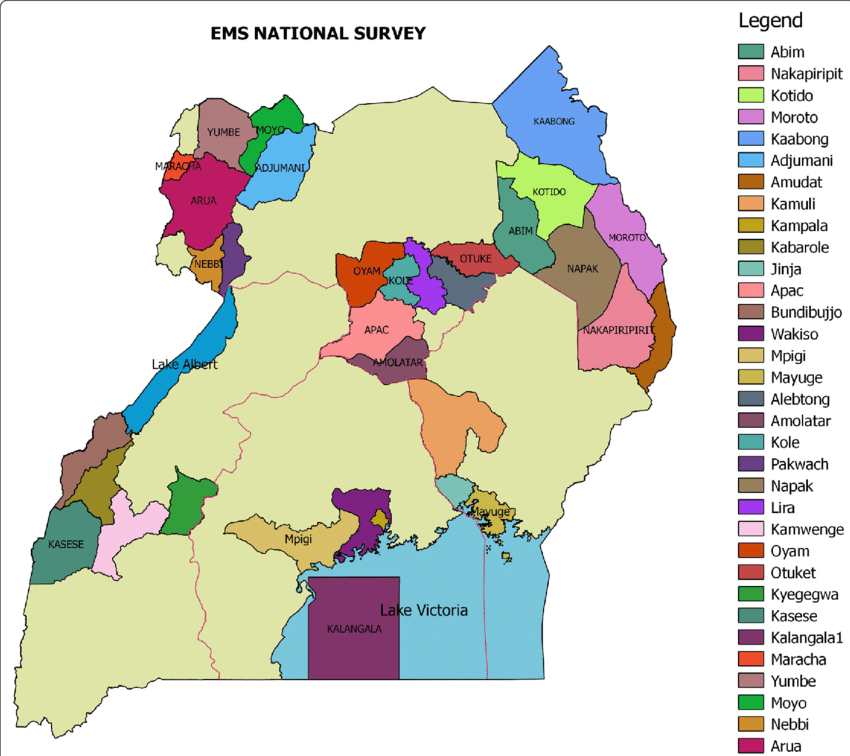 EMS NATIONAL SURVEY
KAABONG
YUMBE
MOYO
MARACHA
ADJUMANI
ARUA
KOTIDO
ABIM
MOROTO
NEBBI
OYAM
KOLE
OTUKE
NAPAK
APAC
NAKAPIRIPIRIT
AMOLATAR
Lake Albert
KASESE
Mpigi
Mayuge
Lake Victoria
KALANGALA
Legend
Abim
Nakapiripit
Kotido
Moroto
Kaabong
Adjumani
Amudat
Kamuli
Kampala
Kabarole
Jinja
Apac
Bundibujjo
Wakiso
Mpigi
Mayuge
Alebtong
Amolatar
Kole
Pakwach
Napak
Lira
Kamwenge
Oyam
Otuket
Kyegegwa
Kasese
Kalangala1
Maracha
Yumbe
Moyo
Nebbi
Arua